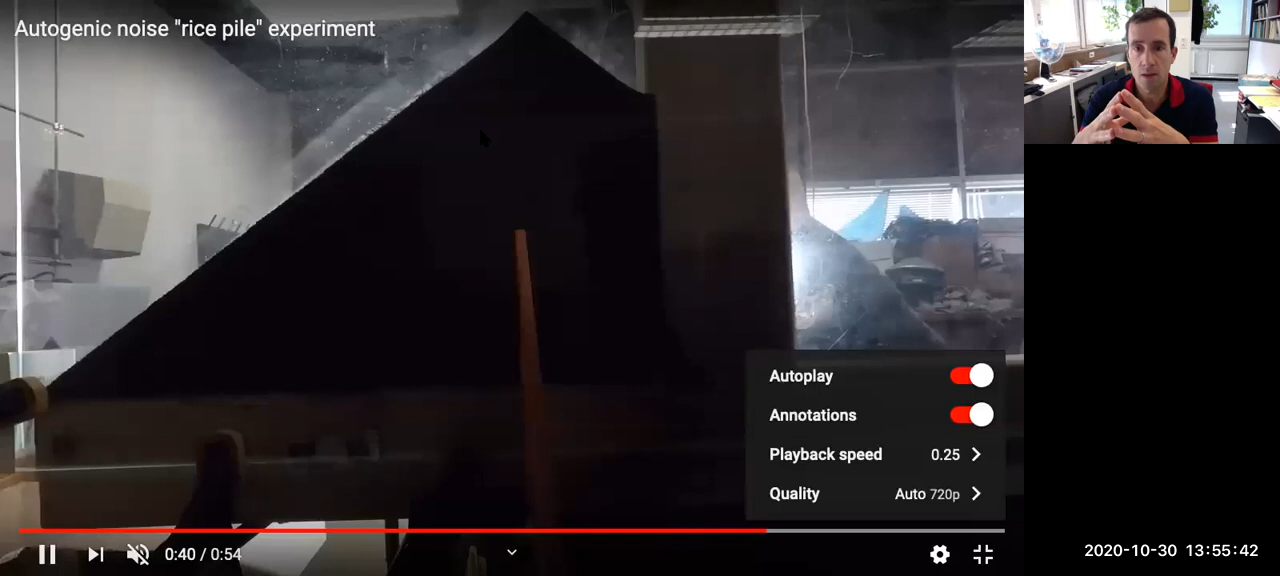 Autogenic noise "rice pile" experiment
Autoplay
Annotations
Playback speed 0.25
Quality Auto 720p
0:40 / 0:54
2020-10-30 13:55:42